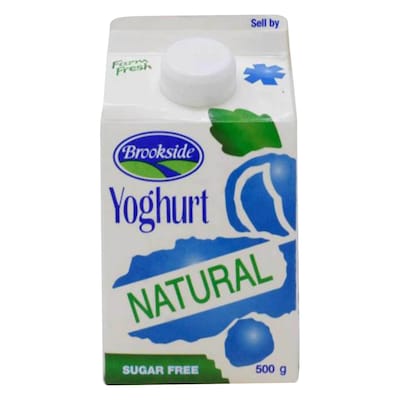 Sell by
Farm
Fresh
Brookside
Yoghurt
NATURAL
SUGAR FREE
500 g